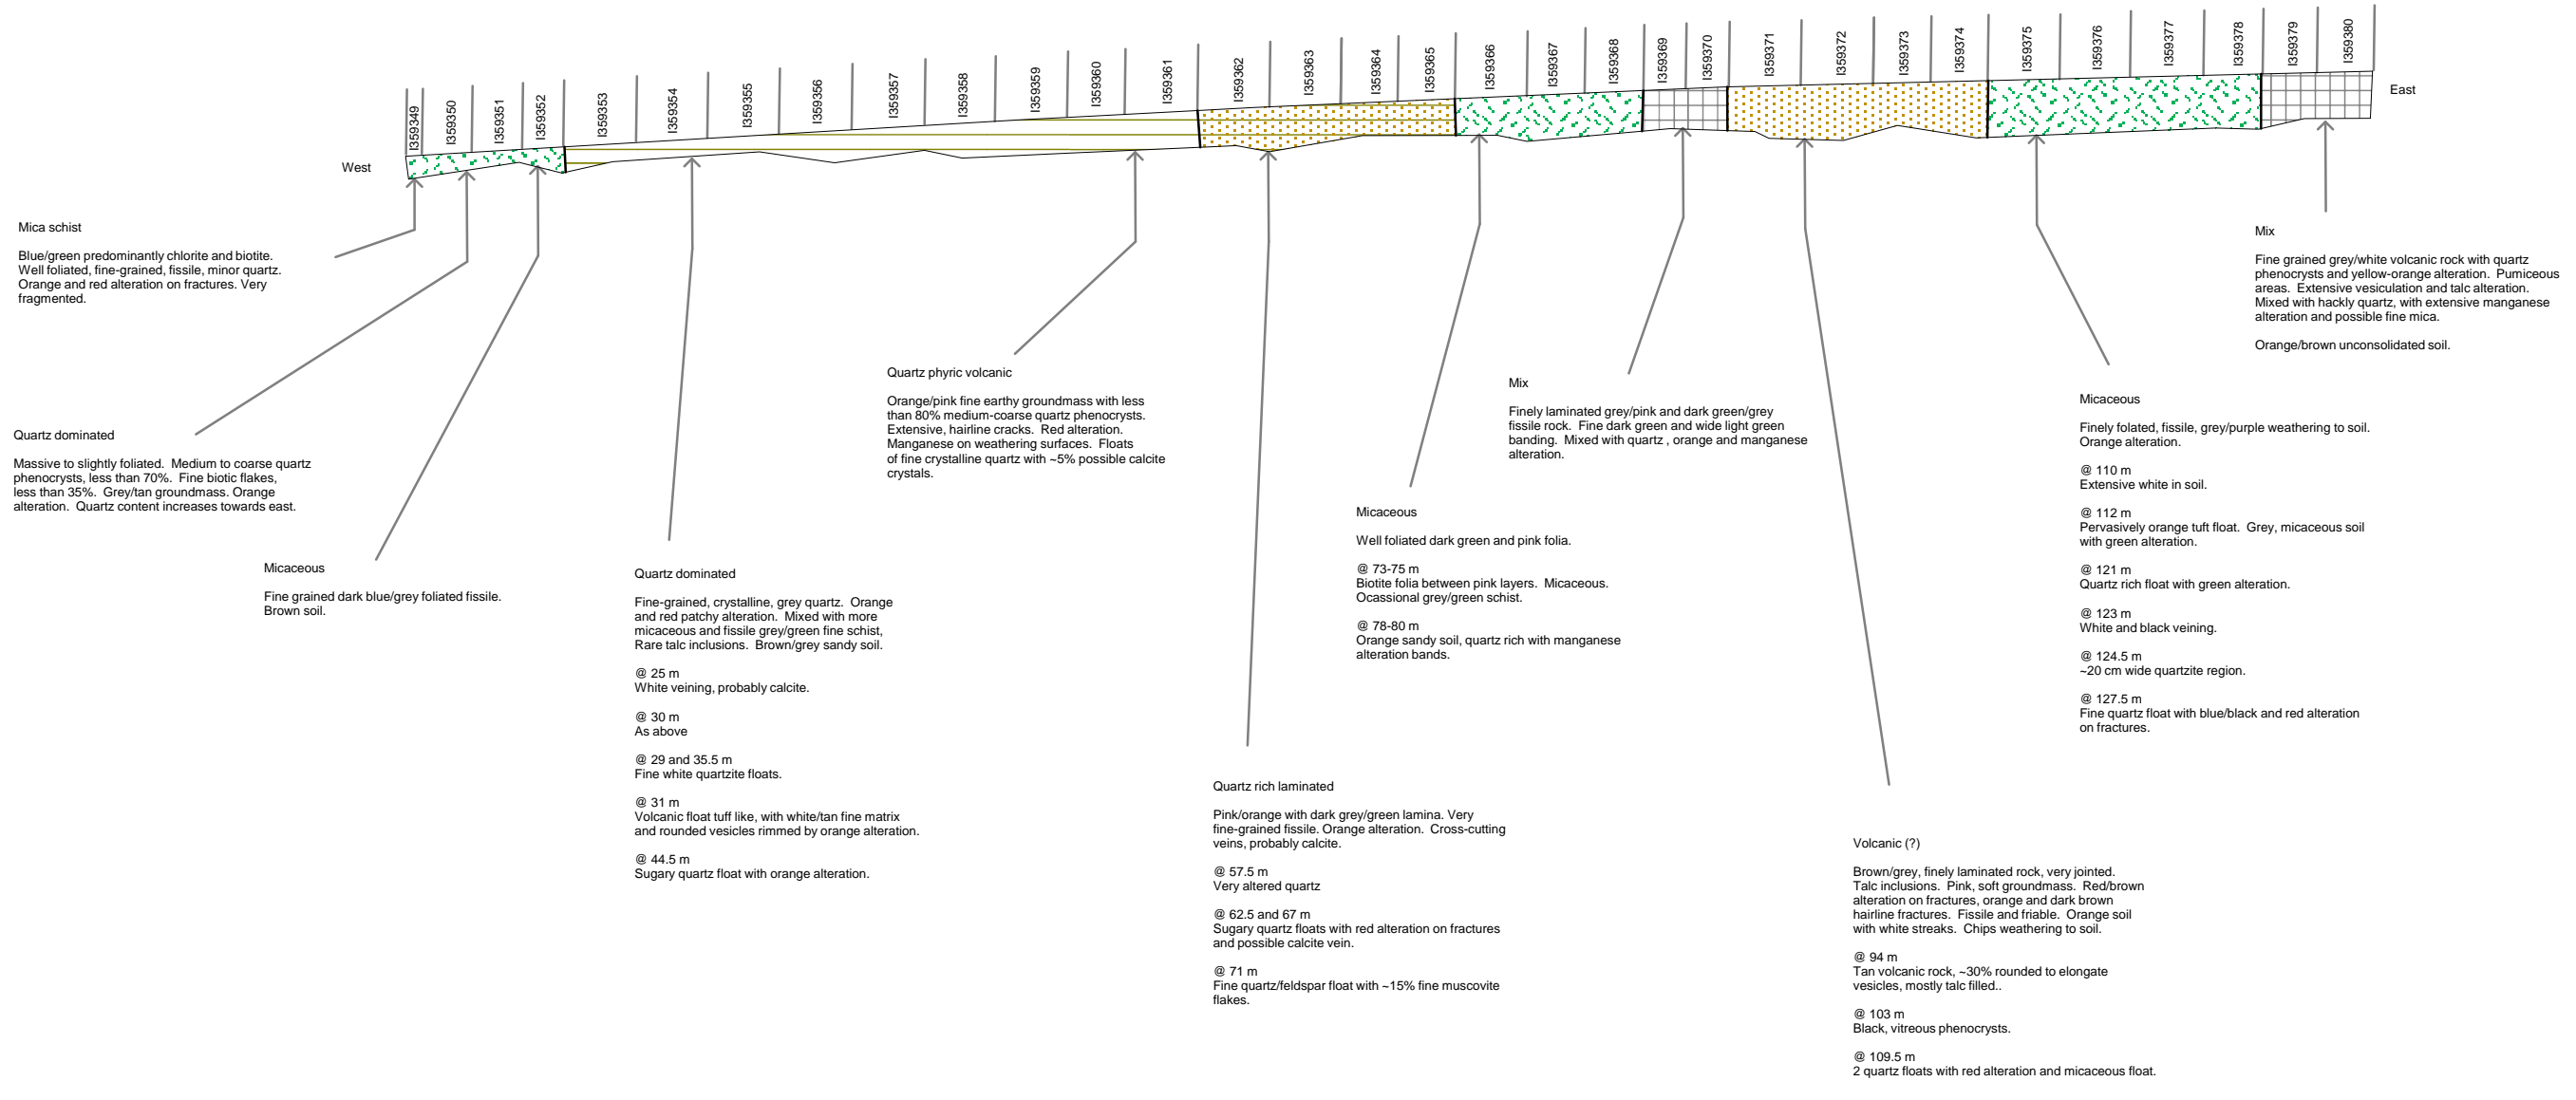 I359349
I359350
I359351
I359352
I359353
I359354
I359355
I359356
I359357
I359358
I359359
I359360
I359361
I359362
I359363
I359364
I359365
I359366
I359367
I359368
I359369
I359370
I359371
I359372
I359373
I359374
I359375
I359376
I359377
I359378
I359379
I359380
West
East
Mica schist
Blue/green predominantly chlorite and biotite.
Well foliated, fine-grained, fissile, minor quartz.
Orange and red alteration on fractures. Very
fragmented.
Quartz dominated
Massive to slightly foliated. Medium to coarse quartz
phenocrysts, less than 70%. Fine biotic flakes,
less than 35%. Grey/tan groundmass. Orange
alteration. Quartz content increases towards east.
Micaceous
Fine grained dark blue/grey foliated fissile.
Brown soil.
Quartz dominated
Fine-grained, crystalline, grey quartz. Orange
and red patchy alteration. Mixed with more
micaceous and fissile grey/green fine schist,
Rare talc inclusions. Brown/grey sandy soil.
@ 25 m
White veining, probably calcite.
@ 30 m
As above
@ 29 and 35.5 m
Fine white quartzite floats.
@ 31 m
Volcanic float tuff like, with white/tan fine matrix
and rounded vesicles rimmed by orange alteration.
@ 44.5 m
Sugary quartz float with orange alteration.
Quartz phyric volcanic
Orange/pink fine earthy groundmass with less
than 80% medium-coarse quartz phenocrysts.
Extensive, hairline cracks. Red alteration.
Manganese on weathering surfaces. Floats
of fine crystalline quartz with ~5% possible calcite
crystals.
Quartz rich laminated
Pink/orange with dark grey/green lamina. Very
fine-grained fissile. Orange alteration. Cross-cutting
veins, probably calcite.
@ 57.5 m
Very altered quartz
@ 62.5 and 67 m
Sugary quartz floats with red alteration on fractures
and possible calcite vein.
@ 71 m
Fine quartz/feldspar float with ~15% fine muscovite
flakes.
Micaceous
Well foliated dark green and pink folia.
@ 73-75 m
Biotite folia between pink layers. Micaceous.
Ocassional grey/green schist.
@ 78-80 m
Orange sandy soil, quartz rich with manganese
alteration bands.
Mix
Finely laminated grey/pink and dark green/grey
fissile rock. Fine dark green and wide light green
banding. Mixed with quartz , orange and manganese
alteration.
Volcanic (?)
Brown/grey, finely laminated rock, very jointed.
Talc inclusions. Pink, soft groundmass. Red/brown
alteration on fractures, orange and dark brown
hairline fractures. Fissile and friable. Orange soil
with white streaks. Chips weathering to soil.
@ 94 m
Tan volcanic rock, ~30% rounded to elongate
vesicles, mostly talc filled..
@ 103 m
Black, vitreous phenocrysts.
@ 109.5 m
2 quartz floats with red alteration and micaceous float.
Micaceous
Finely folated, fissile, grey/purple weathering to soil.
Orange alteration.
@ 110 m
Extensive white in soil.
@ 112 m
Pervasively orange tuft float. Grey, micaceous soil
with green alteration.
@ 121 m
Quartz rich float with green alteration.
@ 123 m
White and black veining.
@ 124.5 m
~20 cm wide quartzite region.
@ 127.5 m
Fine quartz float with blue/black and red alteration
on fractures.
Mix
Fine grained grey/white volcanic rock with quartz
phenocrysts and yellow-orange alteration. Pumiceous
areas. Extensive vesiculation and talc alteration.
Mixed with hackly quartz, with extensive manganese
alteration and possible fine mica.
Orange/brown unconsolidated soil.